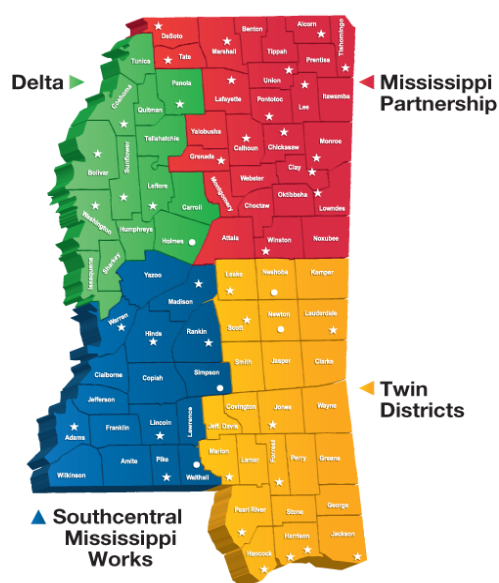 DeSoto
Benton
Alcorn
Tishomingo
Marshall
Tippah
Prentiss
Tunica
Tate
Union
Delta
Mississippi
Partnership
Coahoma
Panola
Lafayette
Pontotoc
Lee
Itawamba
Quitman
Yalobusha
Calhoun
Chickasaw
Monroe
Tallahatchie
Grenada
Clay
Bolivar
Sunflower
Leflore
Montgomery
Webster
Oktibbeha
Lowndes
Carroll
Choctaw
Washington
Humphreys
Holmes
Attala
Winston
Noxubee
Issaquena
Sharkey
Yazoo
Leake
Neshoba
Kemper
Madison
Warren
Hinds
Rankin
Scott
Newton
Lauderdale
Claiborne
Copiah
Simpson
Smith
Jasper
Clarke
Jefferson
Twin
Districts
Adams
Franklin
Lincoln
Lawrence
Jeff. Davis
Covington
Jones
Wayne
Wilkinson
Amite
Pike
Walthall
Marion
Lamar
Forrest
Perry
Greene
Southcentral
Mississippi
Works
Pearl River
Stone
George
Hancock
Harrison
Jackson